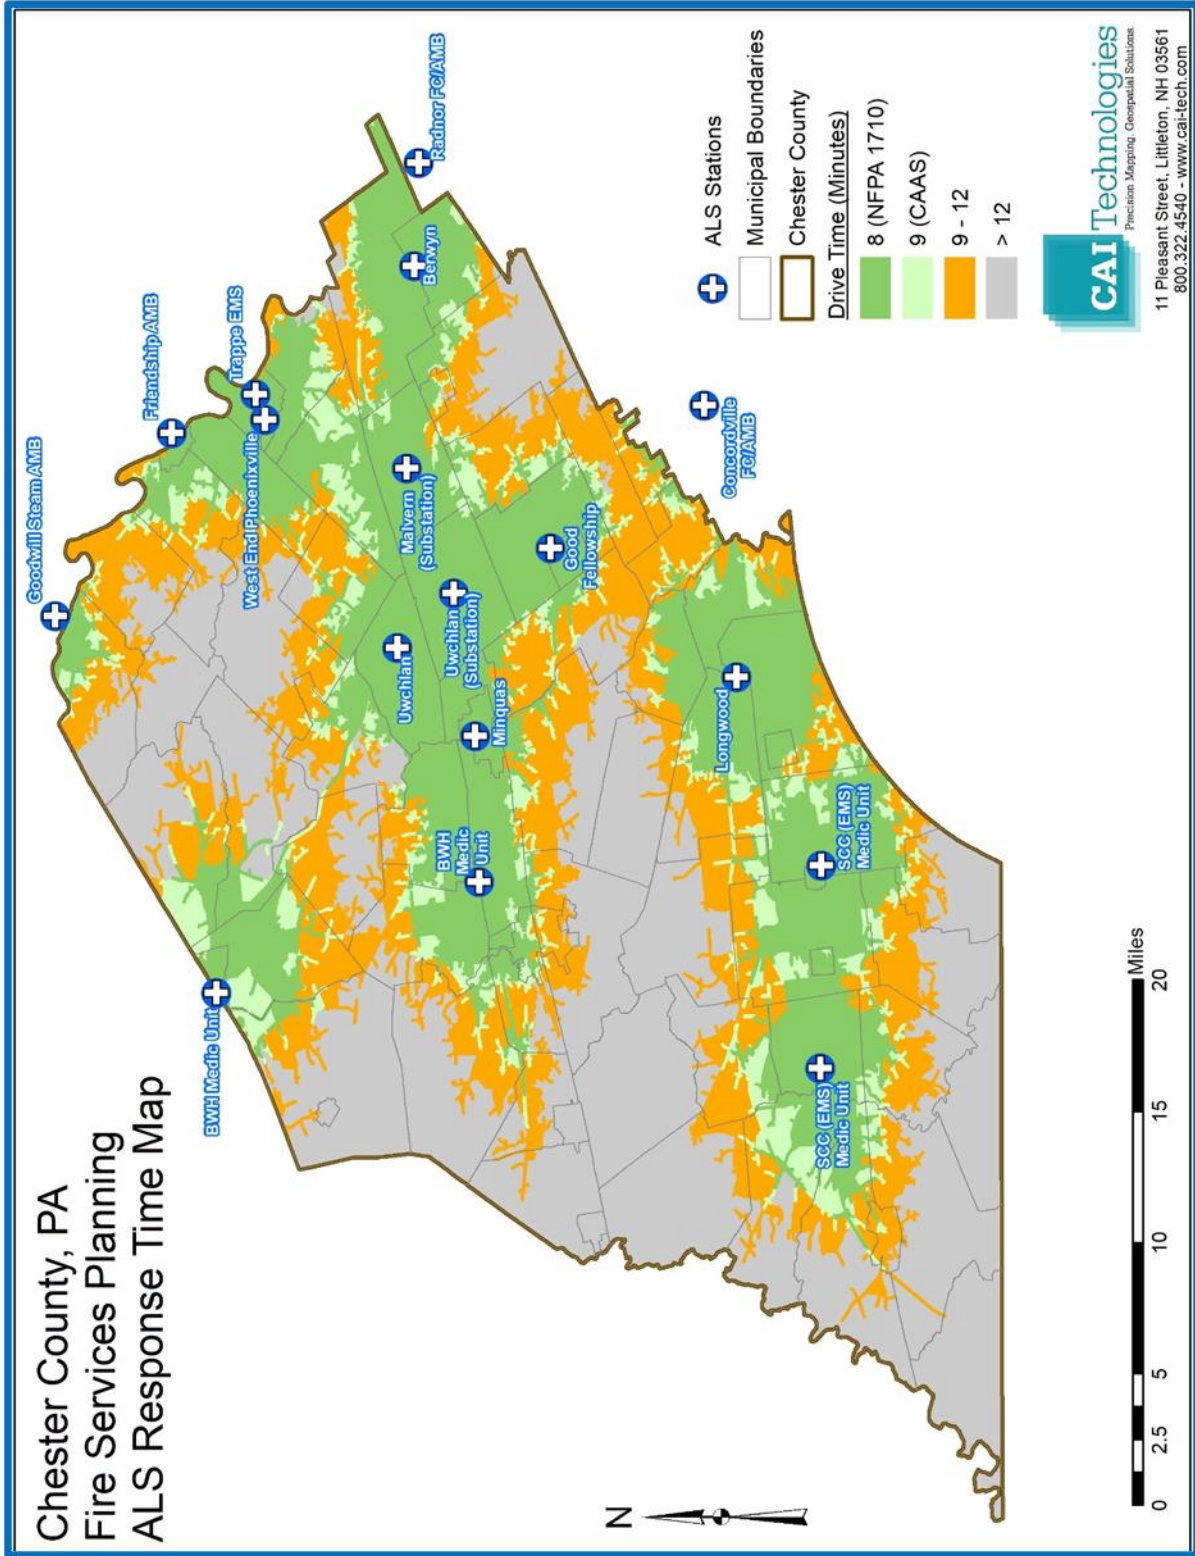 Chester County, PA
Fire Services Planning
ALS Response Time Map
Goodwill Steam AMB
Friendship AMB
Trappe EMS
West End Phoenixville
Radnor FC/AMB
BWH Medic Unit
Berwyn
Malvern
(Substation)
Uwchlan
Uwchlan
(Substation)
Minquas
BWH
Medic
Unit
Good
Fellowship
Concordville
FC/AMB
Longwood
SCC (EMS)
Medic Unit
SCC (EMS)
Medic Unit
N
0
2.5
5
10
15
20
Miles
ALS Stations
Municipal Boundaries
Chester County
Drive Time (Minutes)
8 (NFPA 1710)
9 (CAAS)
9 - 12
> 12
CAI Technologies
Precision Mapping. Geospatial Solutions.
11 Pleasant Street, Littleton, NH 03561
800.322.4540 - www.cai-tech.com